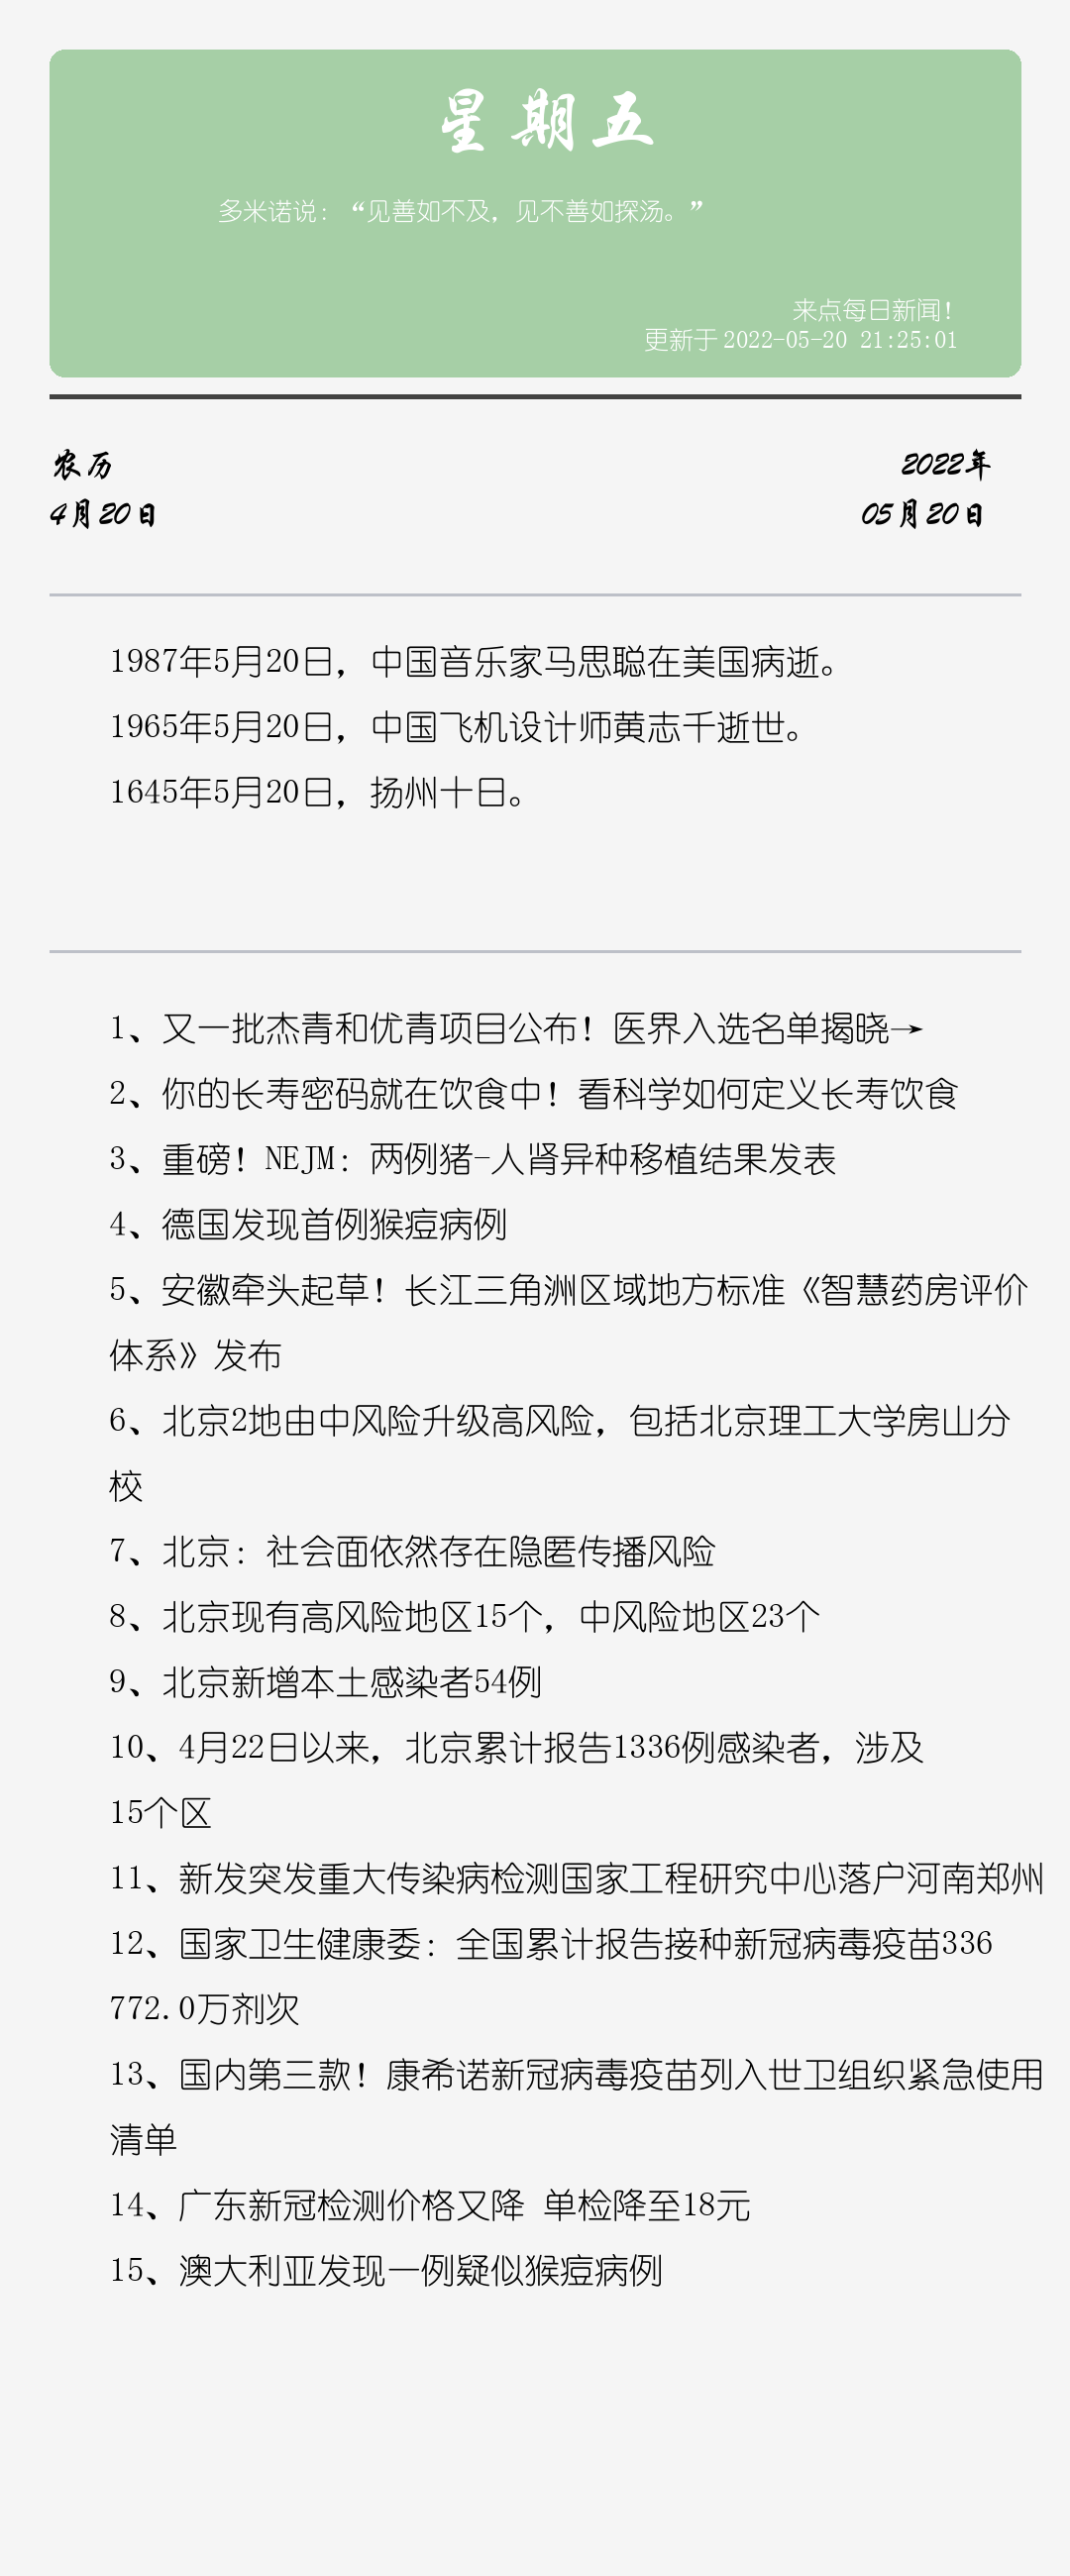 星期五
多米诺说：“见善如不及，见不善如探汤。”
来点每日新闻！
更新于2022-05-20 21:25:01
农历
2022年
4月20日
05月20日
1987年5月20日，中国音乐家马思聪在美国病逝。
1965年5月20日，中国飞机设计师黄志千逝世。
1645年5月20日，扬州十日。
1、又一批杰青和优青项目公布！医界入选名单揭晓→
2、你的长寿密码就在饮食中！看科学如何定义长寿饮食
3、重磅！NEJM：两例猪-人肾异种移植结果发表
4、德国发现首例猴痘病例
5、安徽牵头起草！长江三角洲区域地方标准《智慧药房评价
体系》发布
6、北京2地由中风险升级高风险，包括北京理工大学房山分
校
7、北京：社会面依然存在隐匿传播风险
8、北京现有高风险地区15个，中风险地区23个
9、北京新增本土感染者54例
10、4月22日以来，北京累计报告1336例感染者，涉及
15个区
11、新发突发重大传染病检测国家工程研究中心落户河南郑州
12、国家卫生健康委：全国累计报告接种新冠病毒疫苗336
772.0万剂次
13、国内第三款！康希诺新冠病毒疫苗列入世卫组织紧急使用
清单
14、广东新冠检测价格又降 单检降至18元
15、澳大利亚发现一例疑似猴痘病例